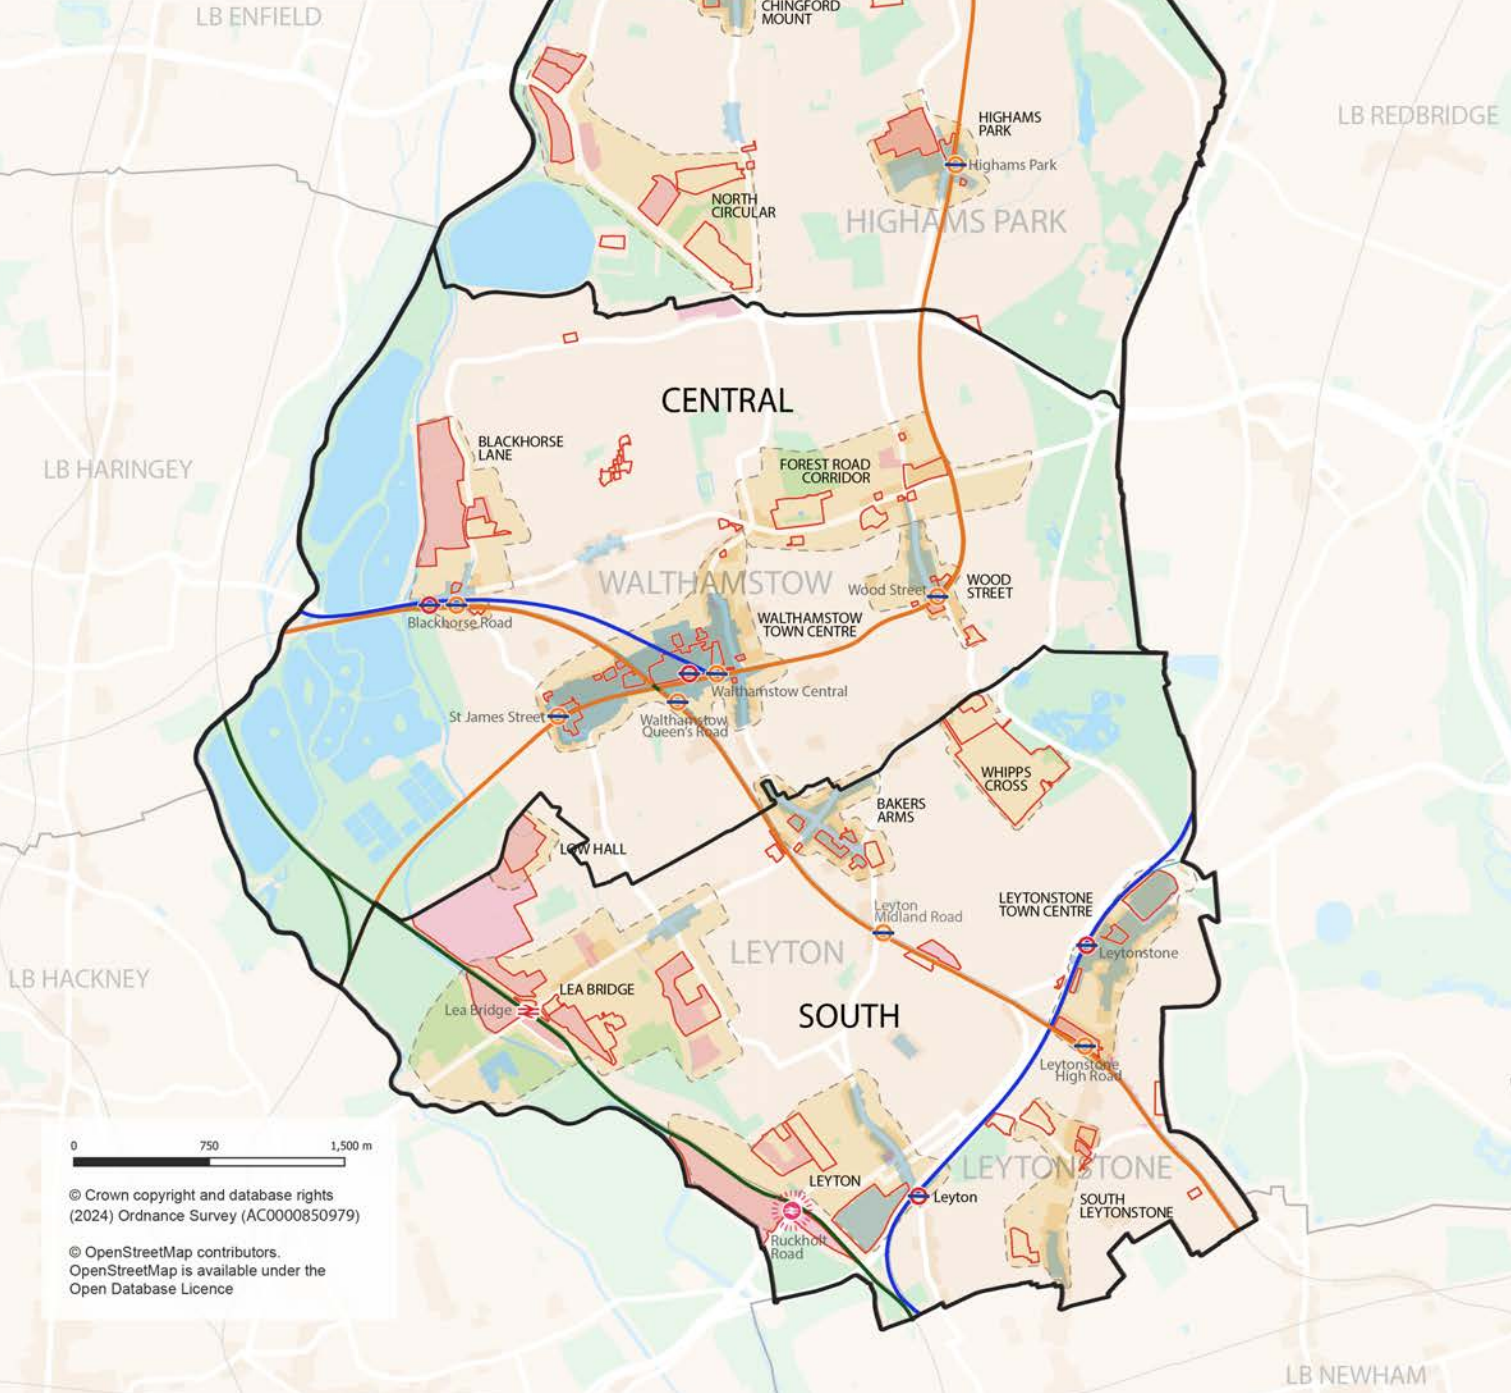 LB ENFIELD
CHINGFORD
MOUNT
LB REDBRIDGE
HIGHAMS
PARK
Highams Park
NORTH
CIRCULAR
HIGHAMS PARK
CENTRAL
BLACKHORSE
LANE
FOREST ROAD
CORRIDOR
LB HARINGEY
WALTHAMSTOW
Wood Street
WOOD
STREET
Blackhorse Road
WALTHAMSTOW
TOWN CENTRE
Walthamstow Central
St James Street
Walthamstow
Queen's Road
WHIPPS
CROSS
BAKERS
ARMS
LOW HALL
LEYTONSTONE
TOWN CENTRE
Leyton
Midland Road
LEYTON
Leytonstone
LB HACKNEY
LEA BRIDGE
Lea Bridge
SOUTH
Leytonstone
High Road
LEYTONSTONE
LEYTON
Leyton
SOUTH
LEYTONSTONE
Ruckholt
Road
0 750 1,500 m
© Crown copyright and database rights
(2024) Ordnance Survey (AC0000850979)
© OpenStreetMap contributors.
OpenStreetMap is available under the
Open Database Licence
LB NEWHAM